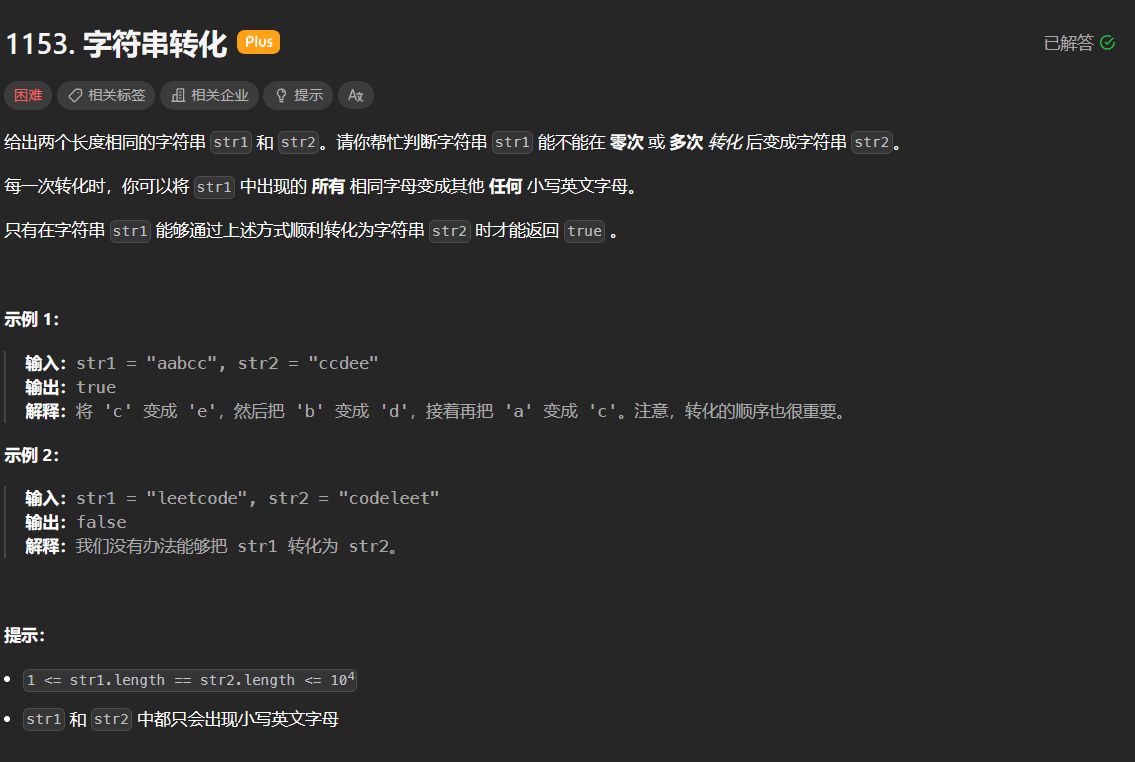 1153. 字符串转化 Plus
已解答
困难 相关标签 相关企业 提示 Az
给出两个长度相同的字符串 str1 和 str2。请你帮忙判断字符串 str1 能不能在 零次 或 多次 转化 后变成字符串 str2。
每一次转化时，你可以将 str1 中出现的 所有 相同字母变成其他 任何 小写英文字母。
只有在字符串 str1 能够通过上述方式顺利转化为字符串 str2 时才能返回 true 。
示例 1：
输入：str1 = "aabcc", str2 = "ccdee"
输出：true
解释：将 'c' 变成 'e'，然后把 'b' 变成 'd'，接着再把 'a' 变成 'c'。注意，转化的顺序也很重要。
示例 2：
输入：str1 = "leetcode", str2 = "codeleet"
输出：false
解释：我们没有办法能够把 str1 转化为 str2。
提示：
• 1 <= str1.length == str2.length <= 10⁴
• str1 和 str2 中都只会出现小写英文字母